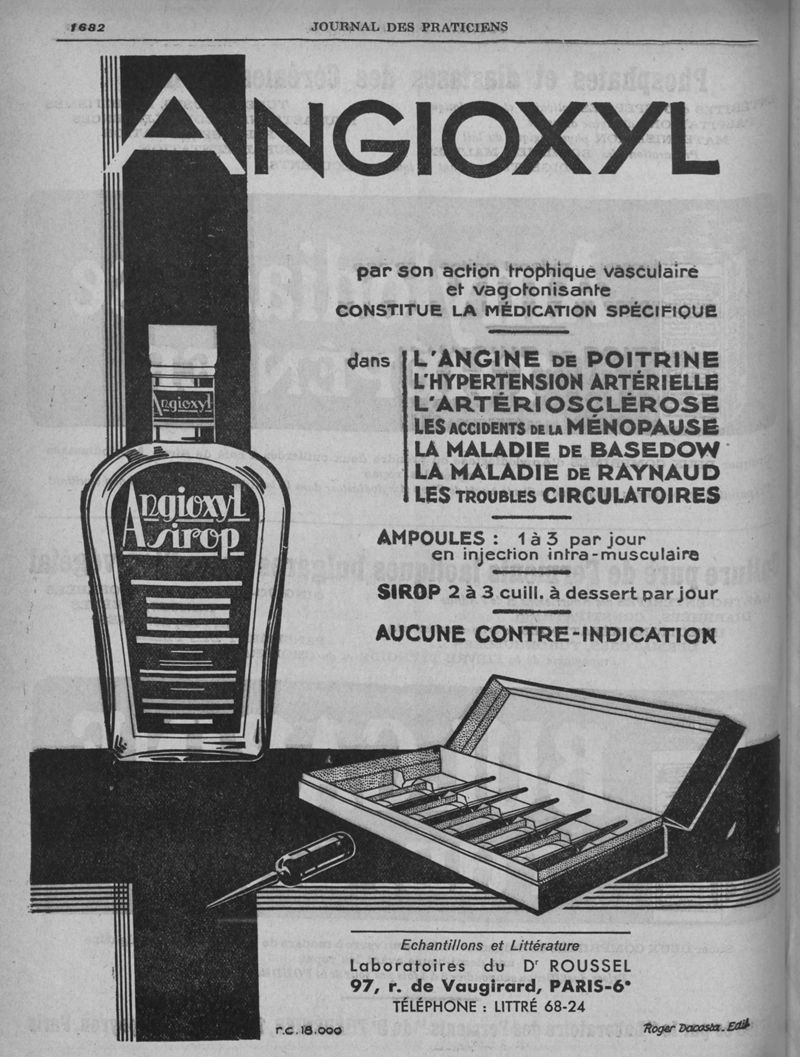 1682
JOURNAL DES PRATICIENS
ANGIOXYL
par son action trophique vasculaire
et vagotonisante
CONSTITUE LA MÉDICATION SPÉCIFIQUE
dans
L'ANGINE DE POITRINE
L'HYPERTENSION ARTÉRIELLE
L'ARTÉRIOSCLÉROSE
LES ACCIDENTS DE LA MÉNOPAUSE
LA MALADIE DE BASEDOW
LA MALADIE DE RAYNAUD
LES TROUBLES CIRCULATOIRES
Angioxyl
Angioxyl
sirop
AMPOULES : 1 à 3 par jour
en injection intra-musculaire
SIROP 2 à 3 cuill. à dessert par jour
AUCUNE CONTRE-INDICATION
Echantillons et Littérature
Laboratoires du Dr ROUSSEL
97, r. de Vaugirard, PARIS-6e
TÉLÉPHONE : LITTRÉ 68-24
r.c. 18.000
Roger Dacosta. Edit